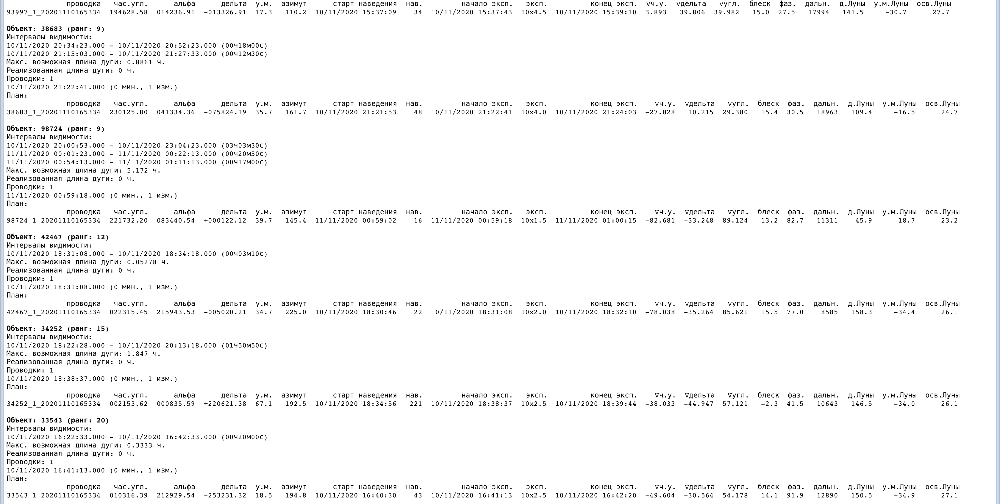 проводка час.угл. альфа дельта у.м. азимут старт наведения нав. начало эксп. эксп. конец эксп. Vч.у. Vдельта Vугл. блеск фаз. дальн. д.Луны у.м.Луны осв.Луны
93997_1_20201110165334 194628.58 014236.91 -013326.91 17.3 110.2 10/11/2020 15:37:09 34 10/11/2020 15:37:43 10x4.5 10/11/2020 15:39:10 3.893 39.806 39.982 15.0 27.5 17994 141.5 -30.7 27.7
Объект: 38683 (ранг: 9)
Интервалы видимости:
10/11/2020 20:34:23.000 - 10/11/2020 20:52:23.000 (00ч18м00с)
10/11/2020 21:15:03.000 - 10/11/2020 21:27:33.000 (00ч12м30с)
Макс. возможная длина дуги: 0.8861 ч.
Реализованная длина дуги: 0 ч.
Проводки: 1
10/11/2020 21:22:41.000 (0 мин., 1 изм.)
План:
проводка час.угл. альфа дельта у.м. азимут старт наведения нав. начало эксп. эксп. конец эксп. Vч.у. Vдельта Vугл. блеск фаз. дальн. д.Луны у.м.Луны осв.Луны
38683_1_20201110165334 230125.80 041334.36 -075824.19 35.7 161.7 10/11/2020 21:21:53 48 10/11/2020 21:22:41 10x4.0 10/11/2020 21:24:03 -27.828 10.215 29.380 15.4 30.5 18963 109.4 -16.5 24.7
Объект: 98724 (ранг: 9)
Интервалы видимости:
10/11/2020 20:00:53.000 - 10/11/2020 23:04:23.000 (03ч03м30с)
11/11/2020 00:01:23.000 - 11/11/2020 00:22:13.000 (00ч20м50с)
11/11/2020 00:54:13.000 - 11/11/2020 01:11:13.000 (00ч17м00с)
Макс. возможная длина дуги: 5.172 ч.
Реализованная длина дуги: 0 ч.
Проводки: 1
11/11/2020 00:59:18.000 (0 мин., 1 изм.)
План:
проводка час.угл. альфа дельта у.м. азимут старт наведения нав. начало эксп. эксп. конец эксп. Vч.у. Vдельта Vугл. блеск фаз. дальн. д.Луны у.м.Луны осв.Луны
98724_1_20201110165334 221732.20 083440.54 +000122.12 39.7 145.4 11/11/2020 00:59:02 16 11/11/2020 00:59:18 10x1.5 11/11/2020 01:00:15 -82.681 -33.248 89.124 13.2 82.7 11311 45.9 18.7 23.2
Объект: 42467 (ранг: 12)
Интервалы видимости:
10/11/2020 18:31:08.000 - 10/11/2020 18:34:18.000 (00ч03м10с)
Макс. возможная длина дуги: 0.05278 ч.
Реализованная длина дуги: 0 ч.
Проводки: 1
10/11/2020 18:31:08.000 (0 мин., 1 изм.)
План:
проводка час.угл. альфа дельта у.м. азимут старт наведения нав. начало эксп. эксп. конец эксп. Vч.у. Vдельта Vугл. блеск фаз. дальн. д.Луны у.м.Луны осв.Луны
42467_1_20201110165334 022315.45 215943.53 -005020.21 34.7 225.0 10/11/2020 18:30:46 22 10/11/2020 18:31:08 10x2.0 10/11/2020 18:32:10 -78.038 -35.264 85.621 15.5 77.0 8585 158.3 -34.4 26.1
Объект: 34252 (ранг: 15)
Интервалы видимости:
10/11/2020 18:22:28.000 - 10/11/2020 20:13:18.000 (01ч50м50с)
Макс. возможная длина дуги: 1.847 ч.
Реализованная длина дуги: 0 ч.
Проводки: 1
10/11/2020 18:38:37.000 (0 мин., 1 изм.)
План:
проводка час.угл. альфа дельта у.м. азимут старт наведения нав. начало эксп. эксп. конец эксп. Vч.у. Vдельта Vугл. блеск фаз. дальн. д.Луны у.м.Луны осв.Луны
34252_1_20201110165334 002153.62 000835.59 +220621.38 67.1 192.5 10/11/2020 18:34:56 221 10/11/2020 18:38:37 10x2.5 10/11/2020 18:39:44 -38.033 -44.947 57.121 -2.3 41.5 10643 146.5 -34.0 26.1
Объект: 33543 (ранг: 20)
Интервалы видимости:
10/11/2020 16:22:33.000 - 10/11/2020 16:42:33.000 (00ч20м00с)
Макс. возможная длина дуги: 0.3333 ч.
Реализованная длина дуги: 0 ч.
Проводки: 1
10/11/2020 16:41:13.000 (0 мин., 1 изм.)
План:
проводка час.угл. альфа дельта у.м. азимут старт наведения нав. начало эксп. эксп. конец эксп. Vч.у. Vдельта Vугл. блеск фаз. дальн. д.Луны у.м.Луны осв.Луны
33543_1_20201110165334 010316.39 212929.54 -253231.32 18.5 194.8 10/11/2020 16:40:30 43 10/11/2020 16:41:13 10x2.5 10/11/2020 16:42:20 -49.604 -30.564 54.178 14.1 91.9 12890 150.5 -34.9 27.1